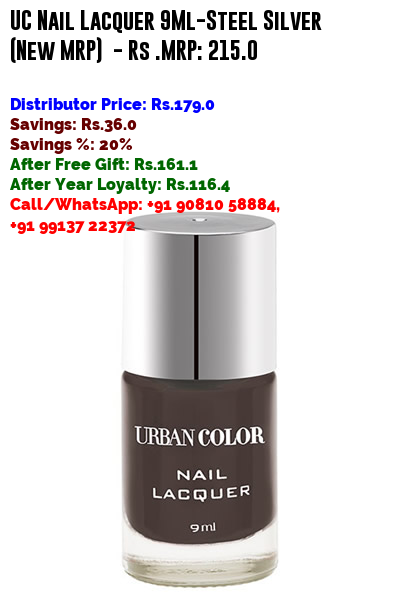 UC Nail Lacquer 9Ml-Steel Silver
(New MRP) - Rs .MRP: 215.0
Distributor Price: Rs.179.0
Savings: Rs.36.0
Savings %: 20%
After Free Gift: Rs.161.1
After Year Loyalty: Rs.116.4
Call/WhatsApp: +91 90810 58884,
+91 99137 22372
URBAN COLOR
NAIL
LACQUER
9 ml